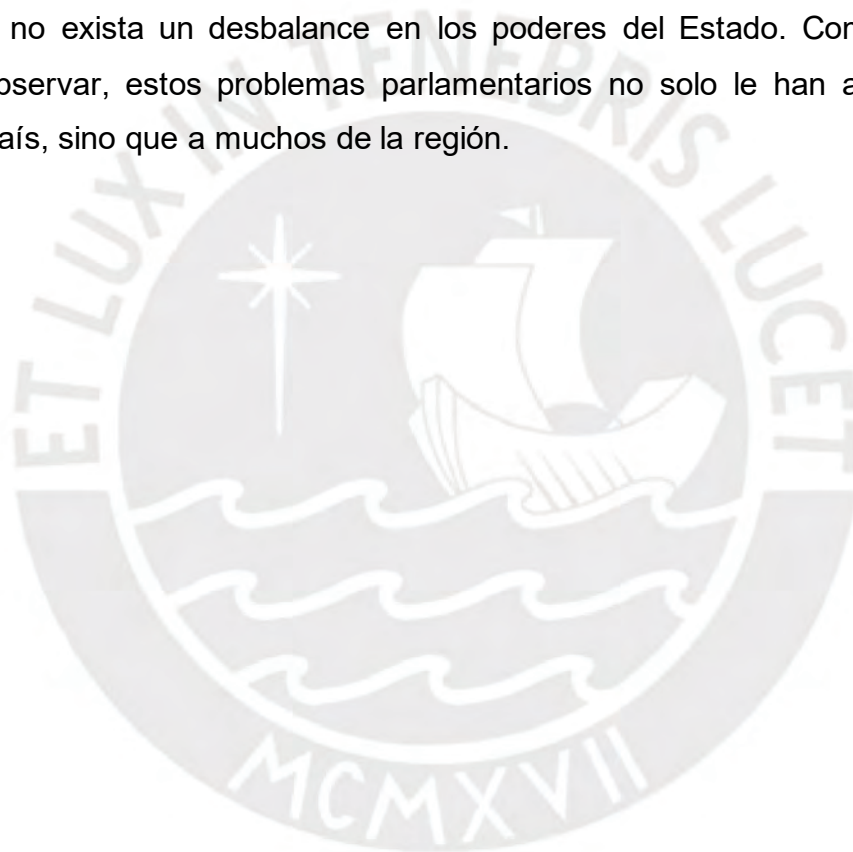 no exista un desbalance en los poderes del Estado. Con
bservar, estos problemas parlamentarios no solo le han a
aís, sino que a muchos de la región.
ET LUX IN TENEBRIS LUCET
MCMXVII